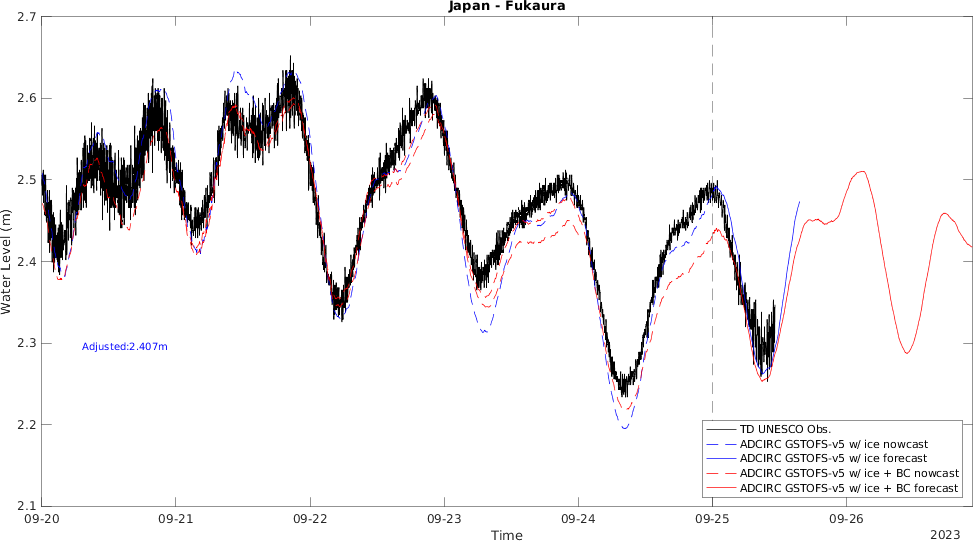 Japan - Fukaura
2.7
2.6
2.5
2.4
2.3
2.2
2.1
Water Level (m)
Adjusted:2.407m
TD UNESCO Obs.
ADCIRC GSTOFS-v5 w/ ice nowcast
ADCIRC GSTOFS-v5 w/ ice forecast
ADCIRC GSTOFS-v5 w/ ice + BC nowcast
ADCIRC GSTOFS-v5 w/ ice + BC forecast
09-20 09-21 09-22 09-23 09-24 09-25 09-26
Time
2023